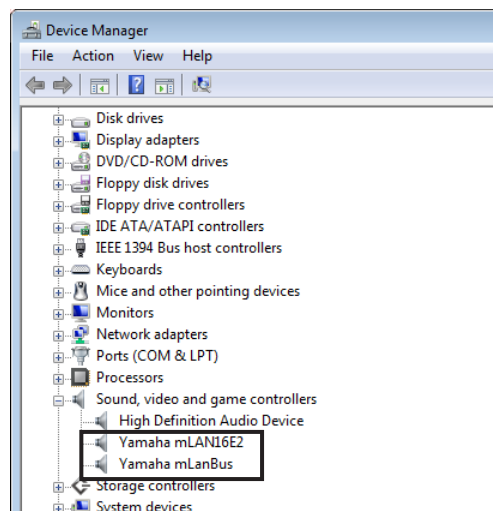 Device Manager
File Action View Help
Disk drives
Display adapters
DVD/CD-ROM drives
Floppy disk drives
Floppy drive controllers
IDE ATA/ATAPI controllers
IEEE 1394 Bus host controllers
Keyboards
Mice and other pointing devices
Monitors
Network adapters
Ports (COM & LPT)
Processors
Sound, video and game controllers
High Definition Audio Device
Yamaha mLAN16E2
Yamaha mLanBus
Storage controllers
System devices